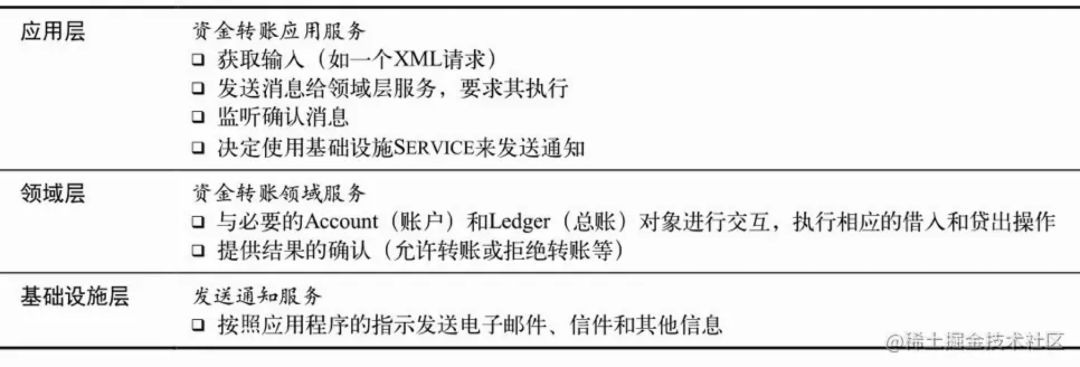 应用层 资金转账应用服务
❑ 获取输入（如一个XML请求）
❑ 发送消息给领域层服务，要求其执行
❑ 监听确认消息
❑ 决定使用基础设施SERVICE来发送通知
领域层 资金转账领域服务
❑ 与必要的Account（账户）和Ledger（总账）对象进行交互，执行相应的借入和贷出操作
❑ 提供结果的确认（允许转账或拒绝转账等）
基础设施层 发送通知服务
❑ 按照应用程序的指示发送电子邮件、信件和其他信息
@稀土掘金技术社区